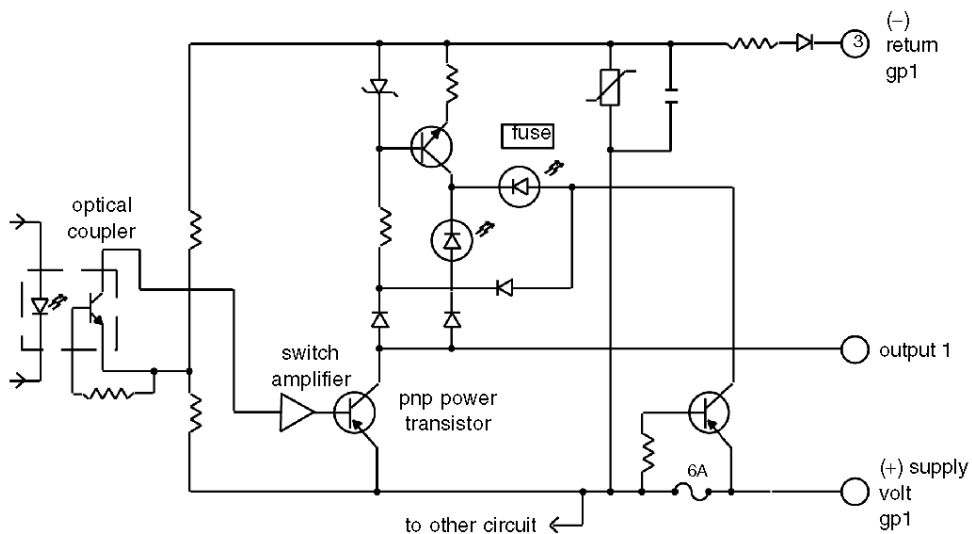 (–)
3
return
gp1
fuse
optical
coupler
switch
amplifier
output 1
pnp power
transistor
6A
(+) supply
volt
gp1
to other circuit